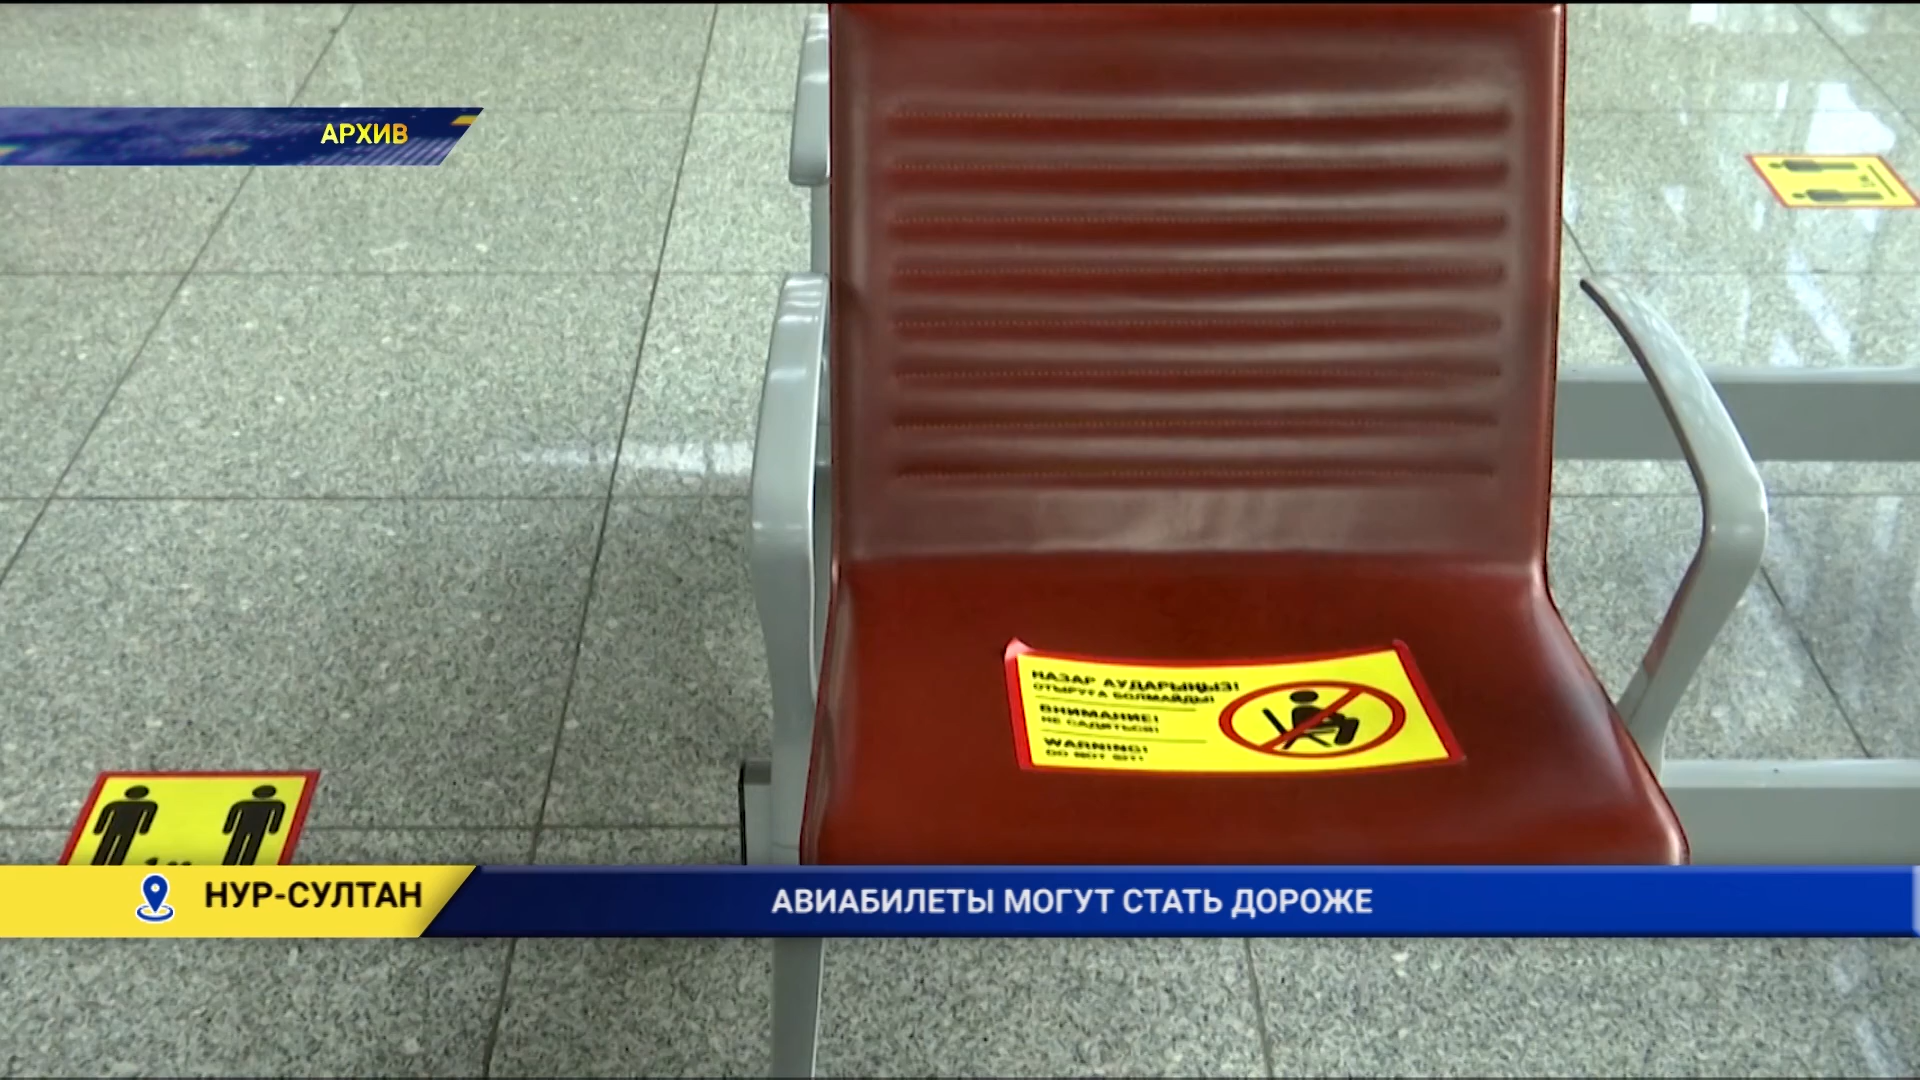 АРХИВ
НАЗАР АУДАРЫҢЫЗ!
ОТЫРУҒА БОЛМАЙДЫ!
ВНИМАНИЕ!
НЕ САДИТЬСЯ!
WARNING!
DO NOT SIT!
НУР-СУЛТАН
АВИАБИЛЕТЫ МОГУТ СТАТЬ ДОРОЖЕ